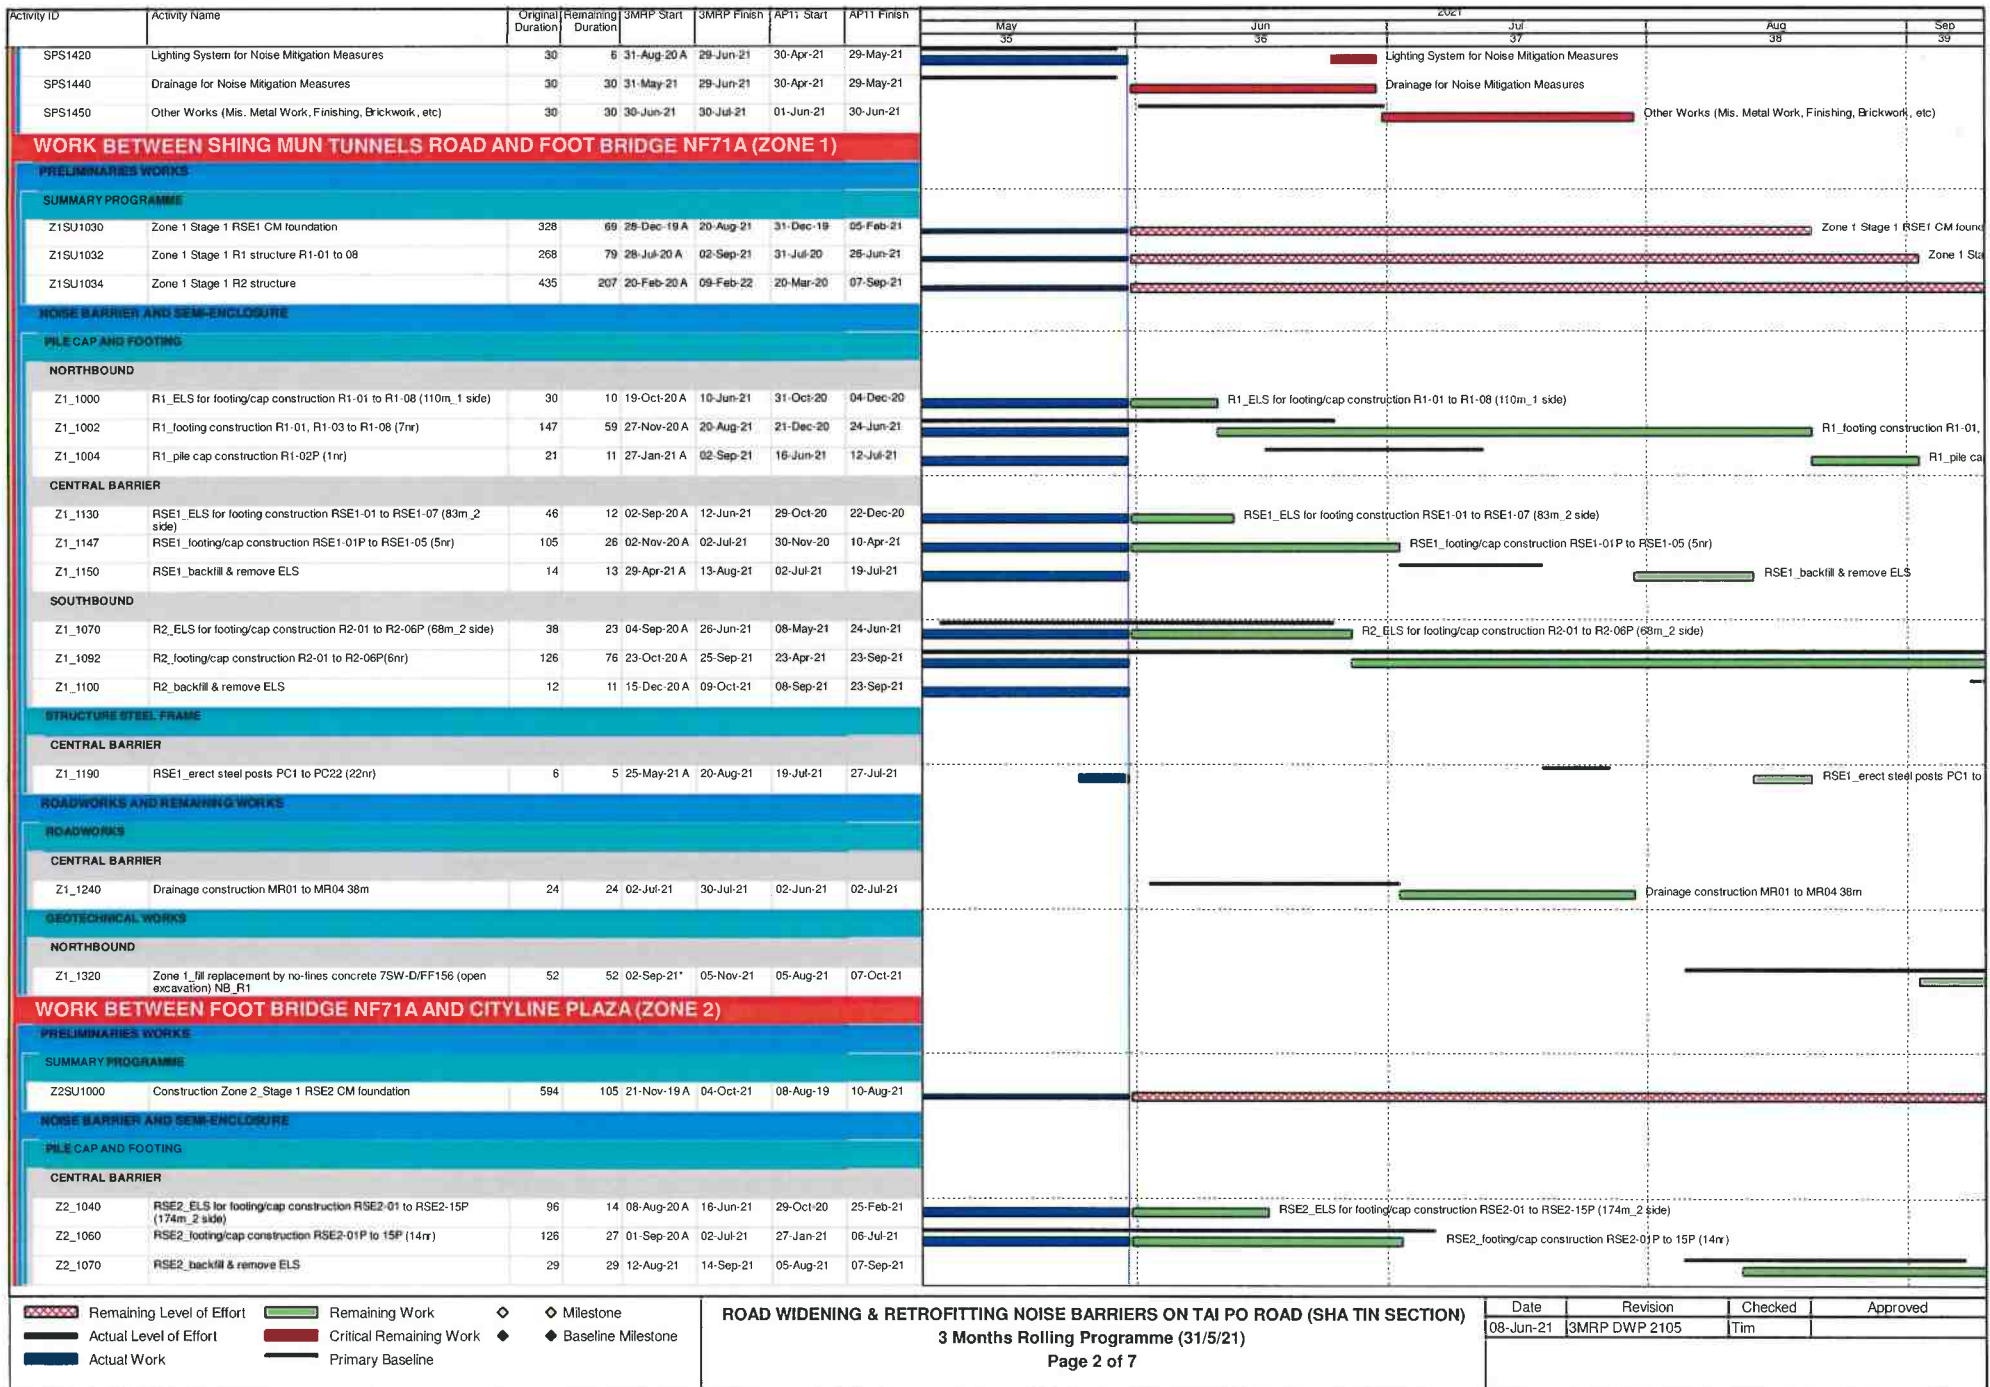 Activity ID Activity Name Original Duration Remaining Duration 3MRP Start 3MRP Finish AP11 Start AP11 Finish 2021
May Jun Jul Aug Sep
35 36 37 38 39
SPS1420 Lighting System for Noise Mitigation Measures 30 6 31-Aug-20 A 29-Jun-21 30-Apr-21 29-May-21 Lighting System for Noise Mitigation Measures
SPS1440 Drainage for Noise Mitigation Measures 30 30 31-May-21 29-Jun-21 30-Apr-21 29-May-21 Drainage for Noise Mitigation Measures
SPS1450 Other Works (Mis. Metal Work, Finishing, Brickwork, etc) 30 30 30-Jun-21 30-Jul-21 01-Jun-21 30-Jun-21 Other Works (Mis. Metal Work, Finishing, Brickwork, etc)
WORK BETWEEN SHING MUN TUNNELS ROAD AND FOOT BRIDGE NF71A (ZONE 1)
PRELIMINARIES WORKS
SUMMARY PROGRAMME
Z1SU1030 Zone 1 Stage 1 RSE1 CM foundation 328 69 28-Dec-19 A 20-Aug-21 31-Dec-19 05-Feb-21 Zone 1 Stage 1 RSE1 CM found
Z1SU1032 Zone 1 Stage 1 R1 structure R1-01 to 08 268 79 28-Jul-20 A 02-Sep-21 31-Jul-20 26-Jun-21 Zone 1 Sta
Z1SU1034 Zone 1 Stage 1 R2 structure 435 207 20-Feb-20 A 09-Feb-22 20-Mar-20 07-Sep-21
NOISE BARRIER AND SEMI-ENCLOSURE
PILE CAP AND FOOTING
NORTHBOUND
Z1_1000 R1_ELS for footing/cap construction R1-01 to R1-08 (110m_1 side) 30 10 19-Oct-20 A 10-Jun-21 31-Oct-20 04-Dec-20 R1_ELS for footing/cap construction R1-01 to R1-08 (110m_1 side)
Z1_1002 R1_footing construction R1-01, R1-03 to R1-08 (7nr) 147 59 27-Nov-20 A 20-Aug-21 21-Dec-20 24-Jun-21 R1_footing construction R1-01,
Z1_1004 R1_pile cap construction R1-02P (1nr) 21 11 27-Jan-21 A 02-Sep-21 16-Jun-21 12-Jul-21 R1_pile ca
CENTRAL BARRIER
Z1_1130 RSE1_ELS for footing construction RSE1-01 to RSE1-07 (83m_2 side) 46 12 02-Sep-20 A 12-Jun-21 29-Oct-20 22-Dec-20 RSE1_ELS for footing construction RSE1-01 to RSE1-07 (83m_2 side)
Z1_1147 RSE1_footing/cap construction RSE1-01P to RSE1-05 (5nr) 105 26 02-Nov-20 A 02-Jul-21 30-Nov-20 10-Apr-21 RSE1_footing/cap construction RSE1-01P to RSE1-05 (5nr)
Z1_1150 RSE1_backfill & remove ELS 14 13 29-Apr-21 A 13-Aug-21 02-Jul-21 19-Jul-21 RSE1_backfill & remove ELS
SOUTHBOUND
Z1_1070 R2_ELS for footing/cap construction R2-01 to R2-06P (68m_2 side) 38 23 04-Sep-20 A 26-Jun-21 08-May-21 24-Jun-21 R2_ELS for footing/cap construction R2-01 to R2-06P (68m_2 side)
Z1_1092 R2_footing/cap construction R2-01 to R2-06P(6nr) 126 76 23-Oct-20 A 25-Sep-21 23-Apr-21 23-Sep-21
Z1_1100 R2_backfill & remove ELS 12 11 15-Dec-20 A 09-Oct-21 08-Sep-21 23-Sep-21
STRUCTURE STEEL FRAME
CENTRAL BARRIER
Z1_1190 RSE1_erect steel posts PC1 to PC22 (22nr) 6 5 25-May-21 A 20-Aug-21 19-Jul-21 27-Jul-21 RSE1_erect steel posts PC1 to
ROADWORKS AND REMAINING WORKS
ROADWORKS
CENTRAL BARRIER
Z1_1240 Drainage construction MR01 to MR04 38m 24 24 02-Jul-21 30-Jul-21 02-Jun-21 02-Jul-21 Drainage construction MR01 to MR04 38m
GEOTECHNICAL WORKS
NORTHBOUND
Z1_1320 Zone 1_fill replacement by no-fines concrete 7SW-D/FF156 (open excavation) NB_R1 52 52 02-Sep-21* 05-Nov-21 05-Aug-21 07-Oct-21
WORK BETWEEN FOOT BRIDGE NF71A AND CITYLINE PLAZA (ZONE 2)
PRELIMINARIES WORKS
SUMMARY PROGRAMME
Z2SU1000 Construction Zone 2_Stage 1 RSE2 CM foundation 594 105 21-Nov-19 A 04-Oct-21 08-Aug-19 10-Aug-21
NOISE BARRIER AND SEMI-ENCLOSURE
PILE CAP AND FOOTING
CENTRAL BARRIER
Z2_1040 RSE2_ELS for footing/cap construction RSE2-01 to RSE2-15P (174m_2 side) 96 14 08-Aug-20 A 16-Jun-21 29-Oct-20 25-Feb-21 RSE2_ELS for footing/cap construction RSE2-01 to RSE2-15P (174m_2 side)
Z2_1060 RSE2_footing/cap construction RSE2-01P to 15P (14nr) 126 27 01-Sep-20 A 02-Jul-21 27-Jan-21 06-Jul-21 RSE2_footing/cap construction RSE2-01P to 15P (14nr)
Z2_1070 RSE2_backfill & remove ELS 29 29 12-Aug-21 14-Sep-21 05-Aug-21 07-Sep-21
Remaining Level of Effort Remaining Work Milestone
Actual Level of Effort Critical Remaining Work Baseline Milestone
Actual Work Primary Baseline
ROAD WIDENING & RETROFITTING NOISE BARRIERS ON TAI PO ROAD (SHA TIN SECTION)
3 Months Rolling Programme (31/5/21)
Page 2 of 7
Date Revision Checked Approved
08-Jun-21 3MRP DWP 2105 Tim